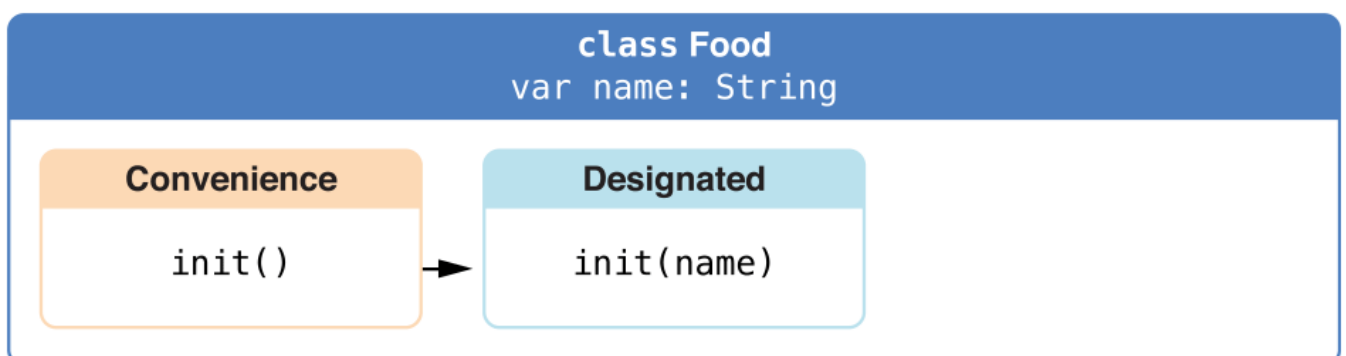 class Food
var name: String
Convenience
Designated
init()
init(name)